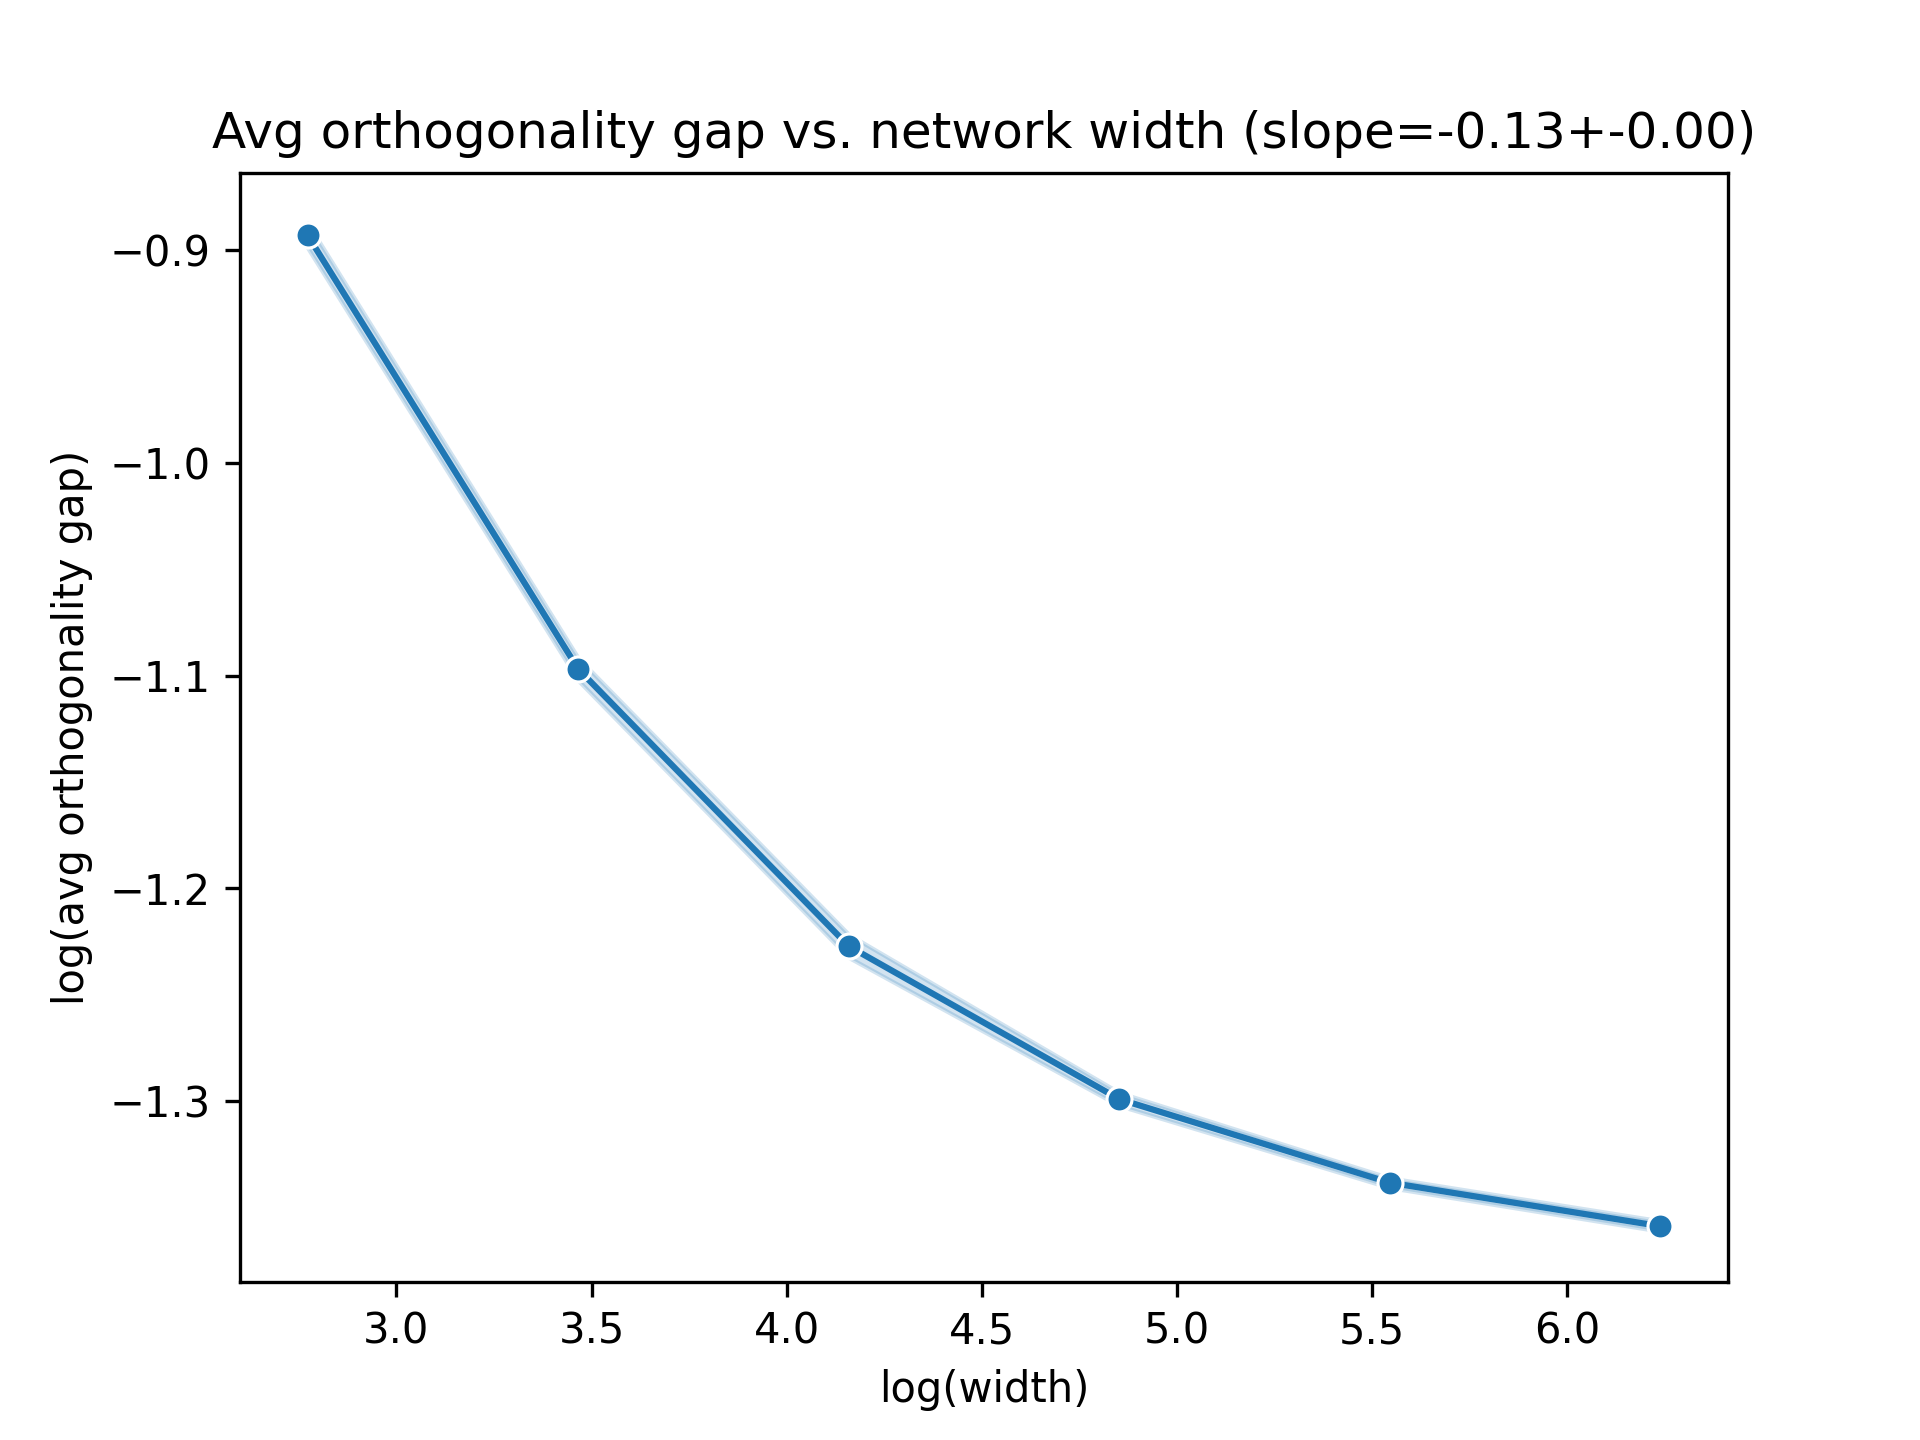 Avg orthogonality gap vs. network width (slope=-0.13+-0.00)
log(avg orthogonality gap)
−0.9
−1.0
−1.1
−1.2
−1.3
3.0 3.5 4.0 4.5 5.0 5.5 6.0
log(width)